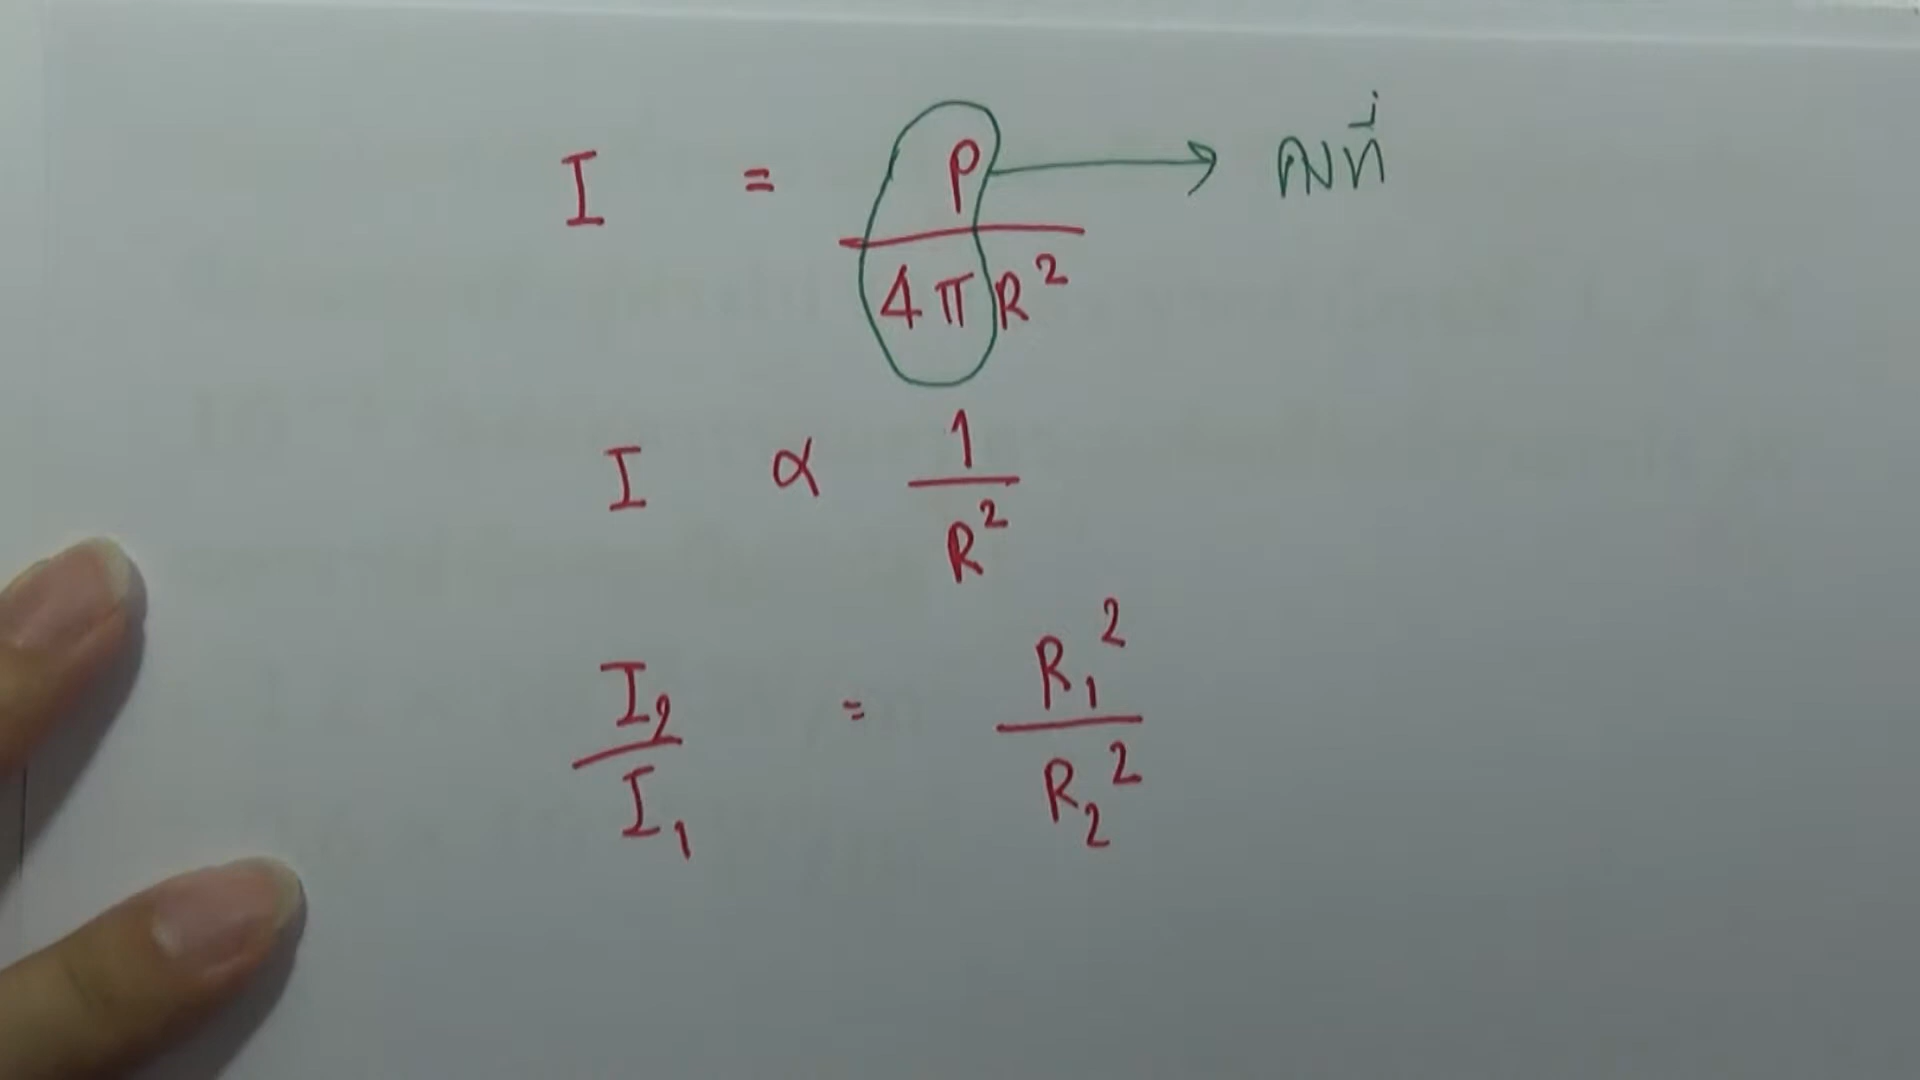 I = P / 4πR² → คงที่
I ∝ 1 / R²
I₂ / I₁ = R₁² / R₂²